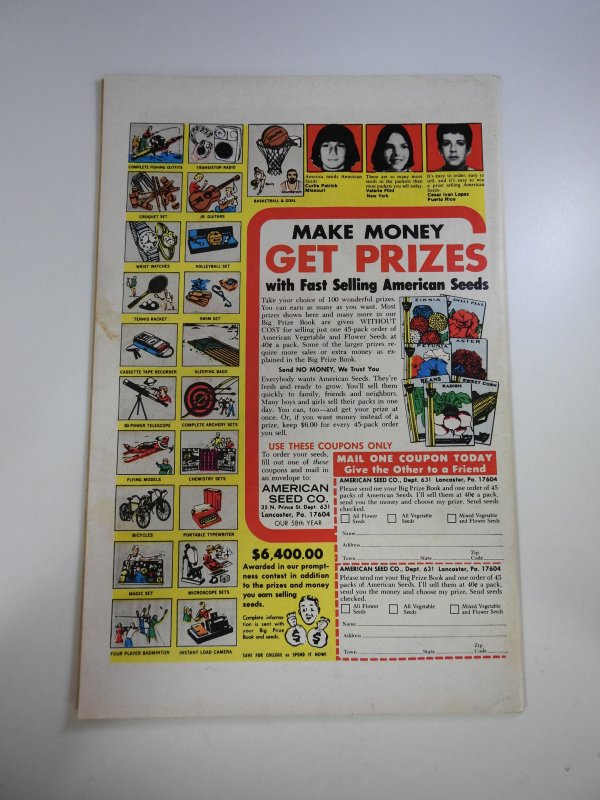 COMPLETE FISHING OUTFITS
TRANSISTOR RADIO
CROQUET SET
JR. GUITARS
WRIST WATCHES
VOLLEYBALL SET
TENNIS RACKET
SWIM SET
CASSETTE TAPE RECORDER
SLEEPING BAGS
30-POWER TELESCOPE
COMPLETE ARCHERY SETS
FLYING MODELS
CHEMISTRY SETS
BICYCLES
PORTABLE TYPEWRITER
MAGIC SET
MICROSCOPE SETS
FOUR PLAYER BADMINTON
INSTANT LOAD CAMERA
BASKETBALL & GOAL
America needs American
Seeds
Curtis Patrick
Missouri
There are so many more
seeds in the packets than
most packets you sell today.
Valerie Flint
New York
It's easy to order, easy to
sell, and it's easy to win
a prize selling American
Seeds.
Cesar Ivan Lopez
Puerto Rico
MAKE MONEY
GET PRIZES
with Fast Selling American Seeds
Take your choice of 100 wonderful prizes.
You can earn as many as you want. Most
prizes shown here and many more in our
Big Prize Book are given WITHOUT
COST for selling just one 45-pack order of
American Vegetable and Flower Seeds at
40¢ a pack. Some of the larger prizes re-
quire more sales or extra money as ex-
plained in the Big Prize Book.
Send NO MONEY, We Trust You
Everybody wants American Seeds. They're
fresh and ready to grow. You'll sell them
quickly to family, friends and neighbors.
Many boys and girls sell their packs in one
day. You can, too—and get your prize at
once. Or, if you want money instead of a
prize, keep $6.00 for every 45-pack order
you sell.
ZINNIA
SWEET PEAS
PETUNIA
ASTER
BEANS
RADISH
SWEET CORN
USE THESE COUPONS ONLY
To order your seeds,
fill out one of these
coupons and mail in
an envelope to:
AMERICAN
SEED CO.
35 N. Prince St. Dept. 631
Lancaster, Pa. 17604
OUR 58th YEAR
$6,400.00
Awarded in our prompt-
ness contest in addition
to the prizes and money
you earn selling
seeds.
Complete informa-
tion is sent with
your Big Prize
Book and seeds.
SAVE FOR COLLEGE or SPEND IT NOW!
MAIL ONE COUPON TODAY
Give the Other to a Friend
AMERICAN SEED CO., Dept. 631 Lancaster, Pa. 17604
Please send me your Big Prize Book and one order of 45
packs of American Seeds. I'll sell them at 40¢ a pack,
send you the money and choose my prize. Send seeds
checked.
All Flower
Seeds
All Vegetable
Seeds
Mixed Vegetable
and Flower Seeds
Name
Address
Town State Zip Code
AMERICAN SEED CO., Dept. 631 Lancaster, Pa. 17604
Please send me your Big Prize Book and one order of 45
packs of American Seeds. I'll sell them at 40¢ a pack,
send you the money and choose my prize. Send seeds
checked.
All Flower
Seeds
All Vegetable
Seeds
Mixed Vegetable
and Flower Seeds
Name
Address
Town State Zip Code